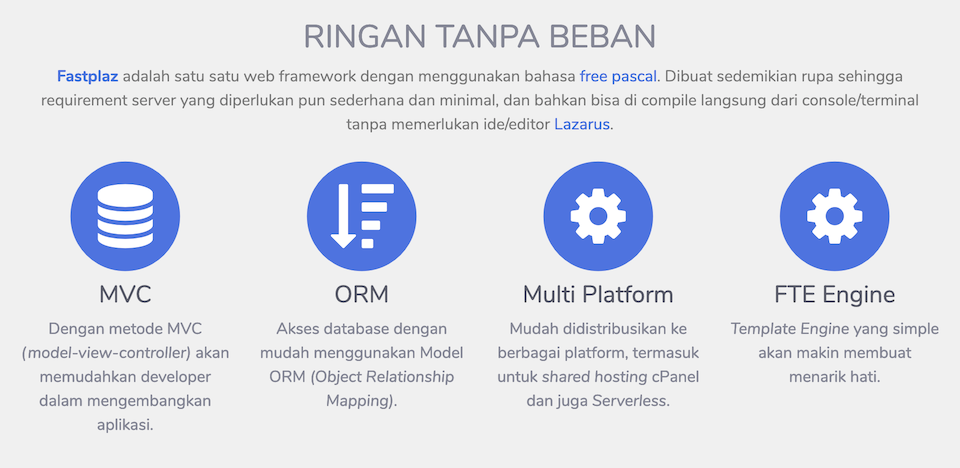 RINGAN TANPA BEBAN
Fastplaz adalah satu satu web framework dengan menggunakan bahasa free pascal. Dibuat sedemikian rupa sehingga
requirement server yang diperlukan pun sederhana dan minimal, dan bahkan bisa di compile langsung dari console/terminal
tanpa memerlukan ide/editor Lazarus.
MVC
Dengan metode MVC
(model-view-controller) akan
memudahkan developer
dalam mengembangkan
aplikasi.
ORM
Akses database dengan
mudah menggunakan Model
ORM (Object Relationship
Mapping).
Multi Platform
Mudah didistribusikan ke
berbagai platform, termasuk
untuk shared hosting cPanel
dan juga Serverless.
FTE Engine
Template Engine yang simple
akan makin membuat
menarik hati.